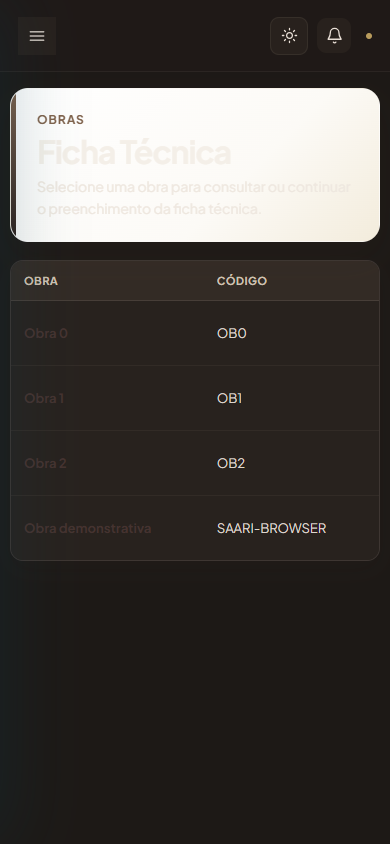 OBRAS
Ficha Técnica
Selecione uma obra para consultar ou continuar
o preenchimento da ficha técnica.
OBRA CÓDIGO
Obra 0 OB0
Obra 1 OB1
Obra 2 OB2
Obra demonstrativa SAARI-BROWSER